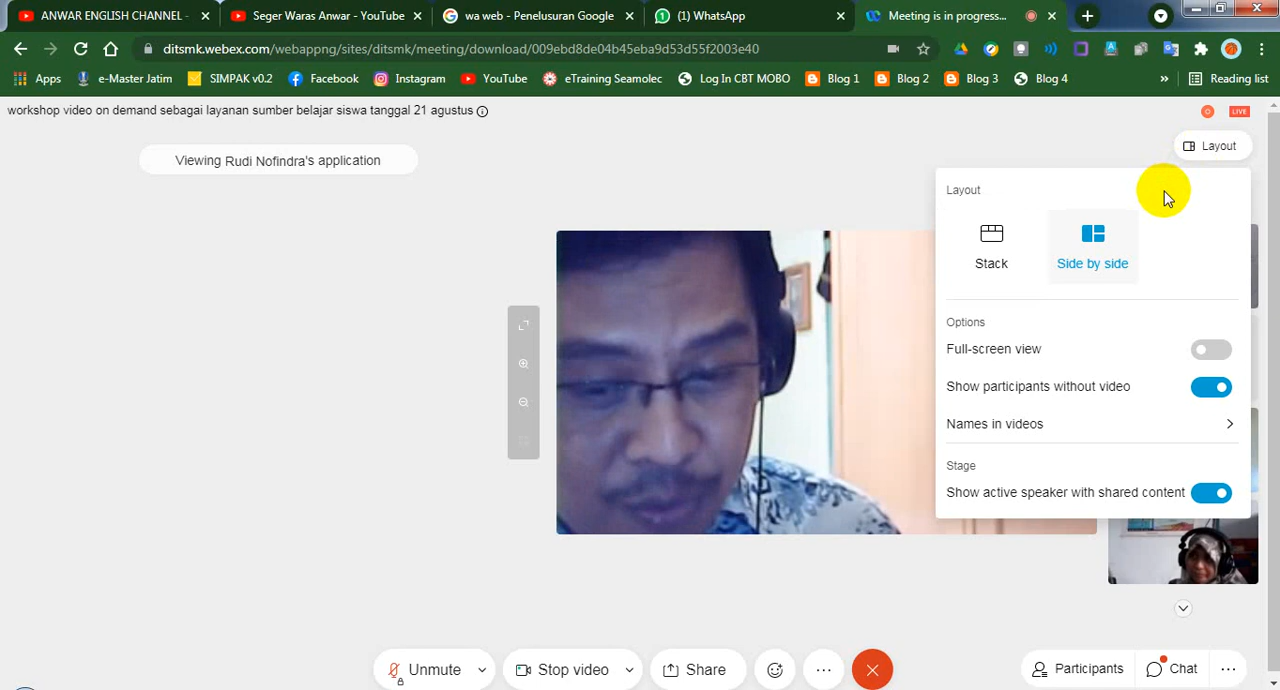 ANWAR ENGLISH CHANNEL -
Seger Waras Anwar - YouTube
wa web - Penelusuran Google
(1) WhatsApp
Meeting is in progress...
ditsmk.webex.com/webappng/sites/ditsmk/meeting/download/009ebd8de04b45eba9d53d55f2003e40
Apps e-Master Jatim SIMPAK v0.2 Facebook Instagram YouTube eTraining Seamolec Log In CBT MOBO Blog 1 Blog 2 Blog 3 Blog 4 » Reading list
workshop video on demand sebagai layanan sumber belajar siswa tanggal 21 agustus
LIVE
Layout
Viewing Rudi Nofindra's application
Layout
Stack
Side by side
Options
Full-screen view
Show participants without video
Names in videos
Stage
Show active speaker with shared content
Unmute
Stop video
Share
Participants
Chat